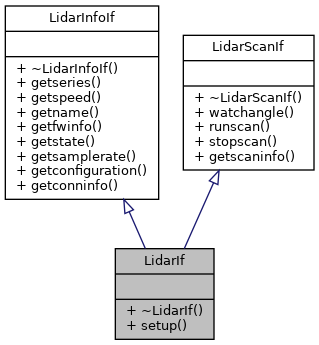 LidarInfoIf
+ ~LidarInfoIf()
+ getseries()
+ getspeed()
+ getname()
+ getfwinfo()
+ getstate()
+ getsamplerate()
+ getconfiguration()
+ getconninfo()
LidarScanIf
+ ~LidarScanIf()
+ watchangle()
+ runscan()
+ stopscan()
+ getscaninfo()
LidarIf
+ ~LidarIf()
+ setup()